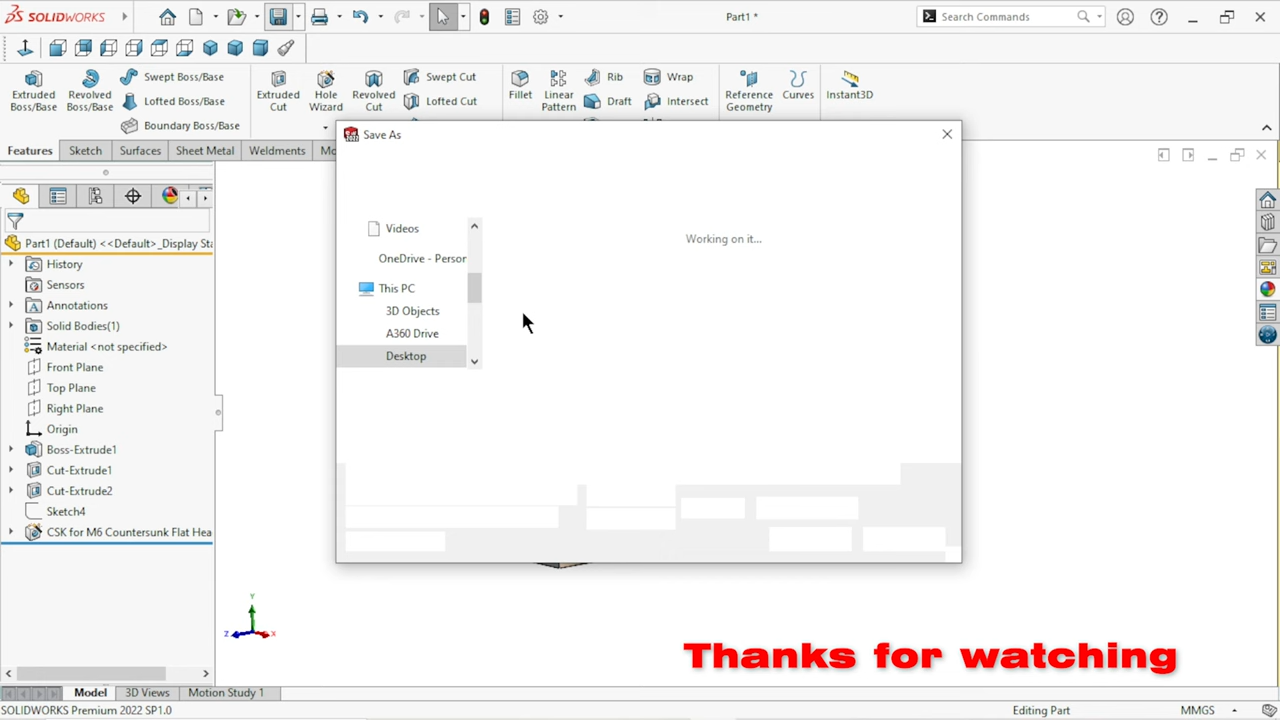 SOLIDWORKS
Part1 *
Search Commands
Extruded Boss/Base
Revolved Boss/Base
Swept Boss/Base
Lofted Boss/Base
Boundary Boss/Base
Extruded Cut
Hole Wizard
Revolved Cut
Swept Cut
Lofted Cut
Fillet
Linear Pattern
Rib
Draft
Wrap
Intersect
Reference Geometry
Curves
Instant3D
Features
Sketch
Surfaces
Sheet Metal
Weldments
Save As
Part1 (Default) <<Default>_Display Sta
History
Sensors
Annotations
Solid Bodies(1)
Material <not specified>
Front Plane
Top Plane
Right Plane
Origin
Boss-Extrude1
Cut-Extrude1
Cut-Extrude2
Sketch4
CSK for M6 Countersunk Flat Hea
Videos
OneDrive - Person
This PC
3D Objects
A360 Drive
Desktop
Working on it...
Y
Z
X
Thanks for watching
Model
3D Views
Motion Study 1
SOLIDWORKS Premium 2022 SP1.0
Editing Part
MMGS